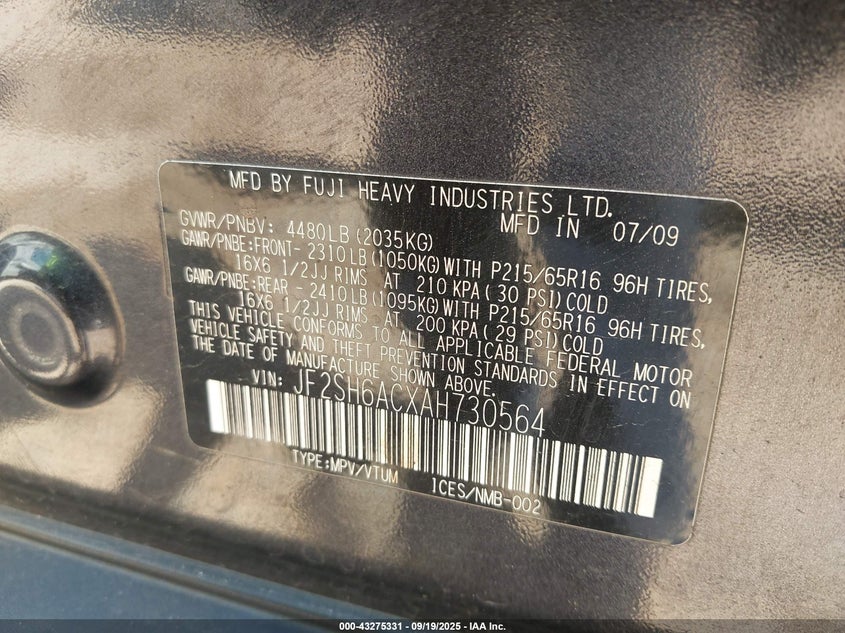 MFD BY FUJI HEAVY INDUSTRIES LTD.
MFD IN 07/09
GVWR/PNBV: 4480LB(2035KG)
GAWR/PNBE:FRONT- 2310LB(1050KG)WITH P215/65R16 96H TIRES,
16X6 1/2JJ RIMS AT 210 KPA(30 PSI)COLD
GAWR/PNBE:REAR - 2410LB(1095KG)WITH P215/65R16 96H TIRES,
16X6 1/2JJ RIMS AT 200 KPA(29 PSI)COLD
THIS VEHICLE CONFORMS TO ALL APPLICABLE FEDERAL MOTOR
VEHICLE SAFETY AND THEFT PREVENTION STANDARDS IN EFFECT ON
THE DATE OF MANUFACTURE SHOWN ABOVE.
VIN: JF2SH6ACXAH730564
TYPE:MPV/VTUM ICES/NMB-002
000-43275331 - 09/19/2025 - IAA Inc.